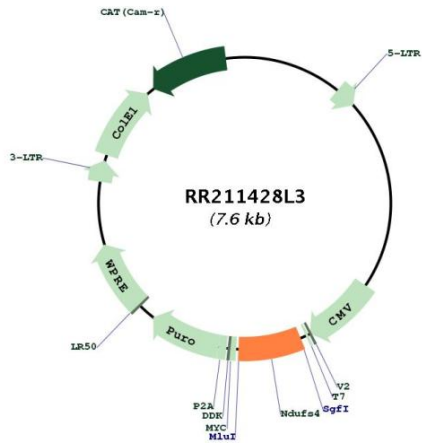 CAT(Cam-r)
5-LTR
ColE1
3-LTR
RR211428L3
(7.6 kb)
WPRE
CMV
LR50
Puro
V2
T7
SgfI
P2A
DDK
MYC
MluI
Ndufs4